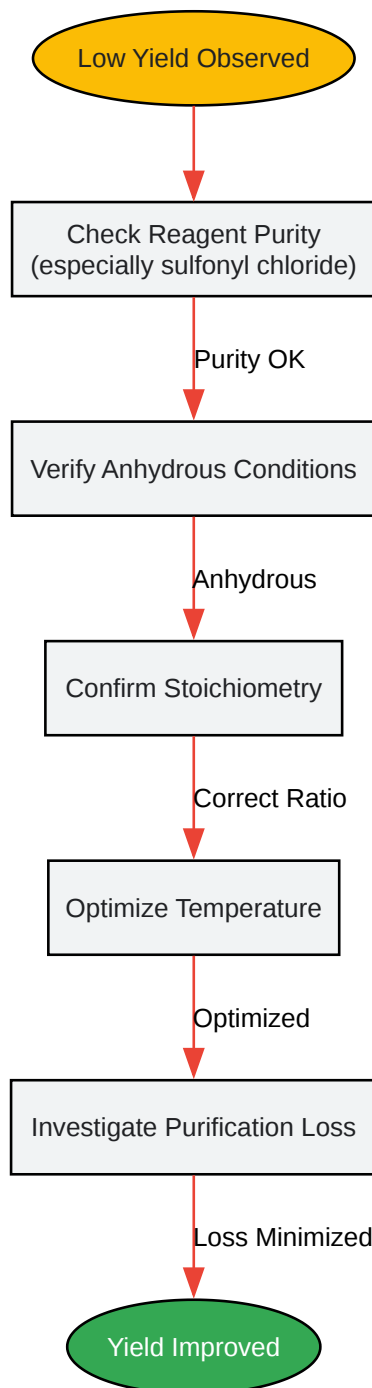 Low Yield Observed
Check Reagent Purity
(especially sulfonyl chloride)
Purity OK
Verify Anhydrous Conditions
Anhydrous
Confirm Stoichiometry
Correct Ratio
Optimize Temperature
Optimized
Investigate Purification Loss
Loss Minimized
Yield Improved